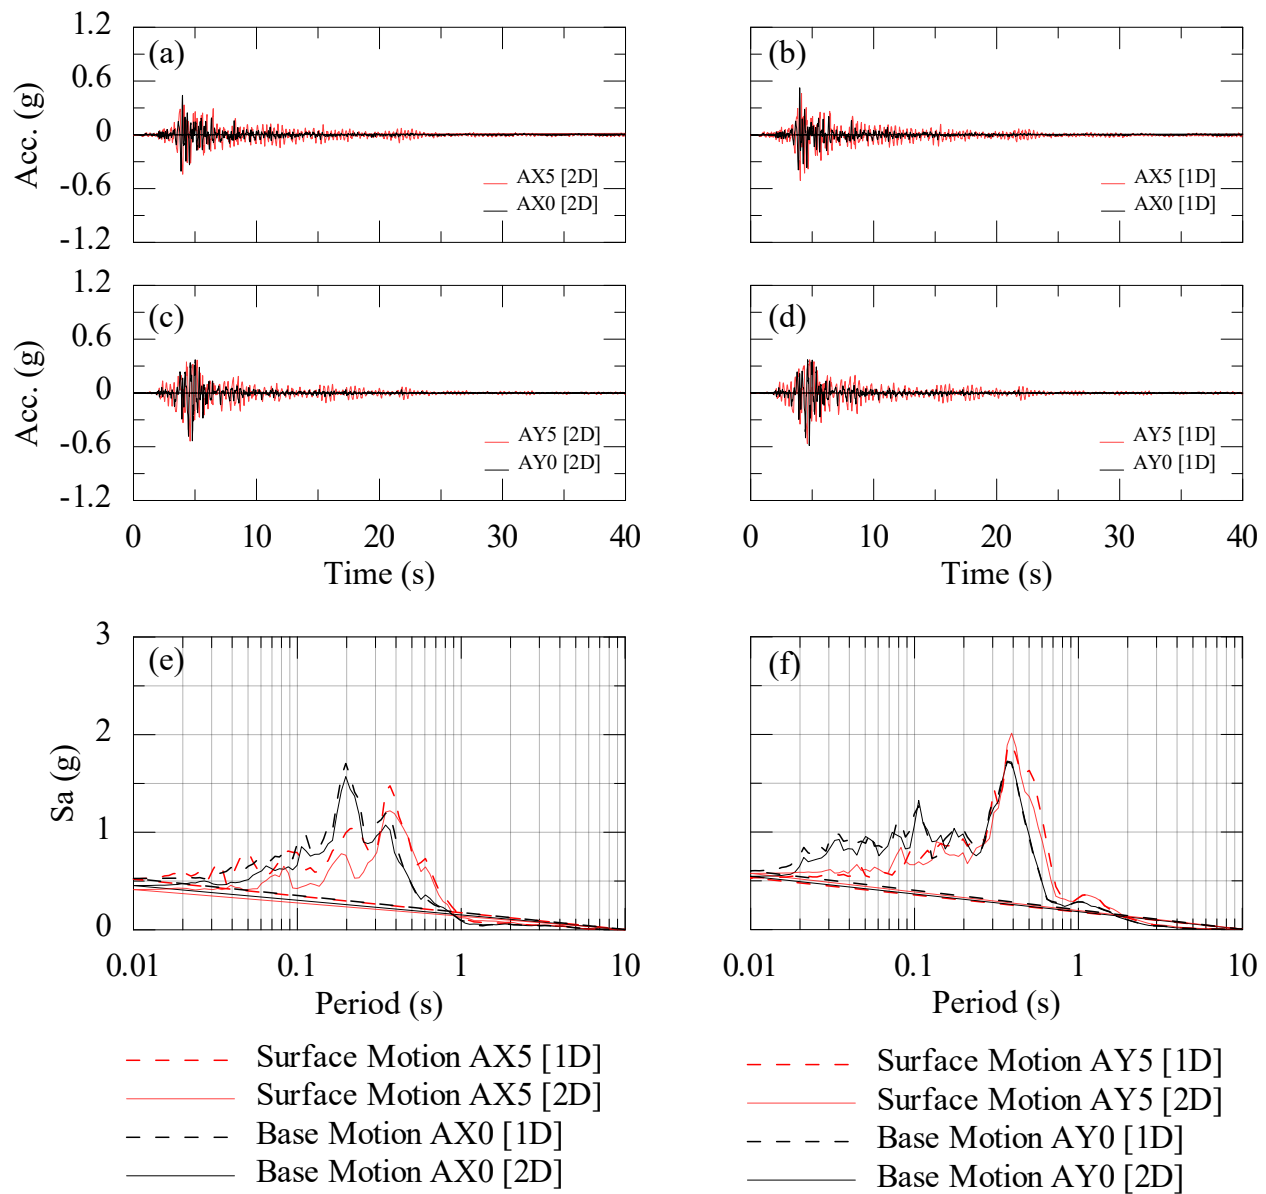 1.2
(a)
(b)
0.6
Acc. (g)
0
-0.6
AX5 [2D]
AX0 [2D]
AX5 [1D]
AX0 [1D]
-1.2
1.2
(c)
(d)
0.6
Acc. (g)
0
-0.6
AY5 [2D]
AY0 [2D]
AY5 [1D]
AY0 [1D]
-1.2
0 10 20 30 40
0 10 20 30 40
Time (s)
Time (s)
3
(e)
(f)
2
Sa (g)
1
0
0.01 0.1 1 10
0.01 0.1 1 10
Period (s)
Period (s)
Surface Motion AX5 [1D]
Surface Motion AX5 [2D]
Base Motion AX0 [1D]
Base Motion AX0 [2D]
Surface Motion AY5 [1D]
Surface Motion AY5 [2D]
Base Motion AY0 [1D]
Base Motion AY0 [2D]